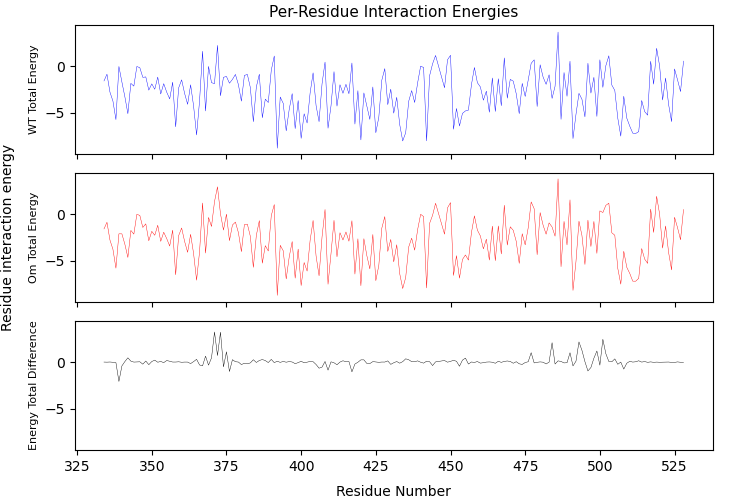 Per-Residue Interaction Energies
Residue interaction energy
WT Total Energy
0
−5
Om Total Energy
0
−5
Energy Total Difference
0
−5
325 350 375 400 425 450 475 500 525
Residue Number